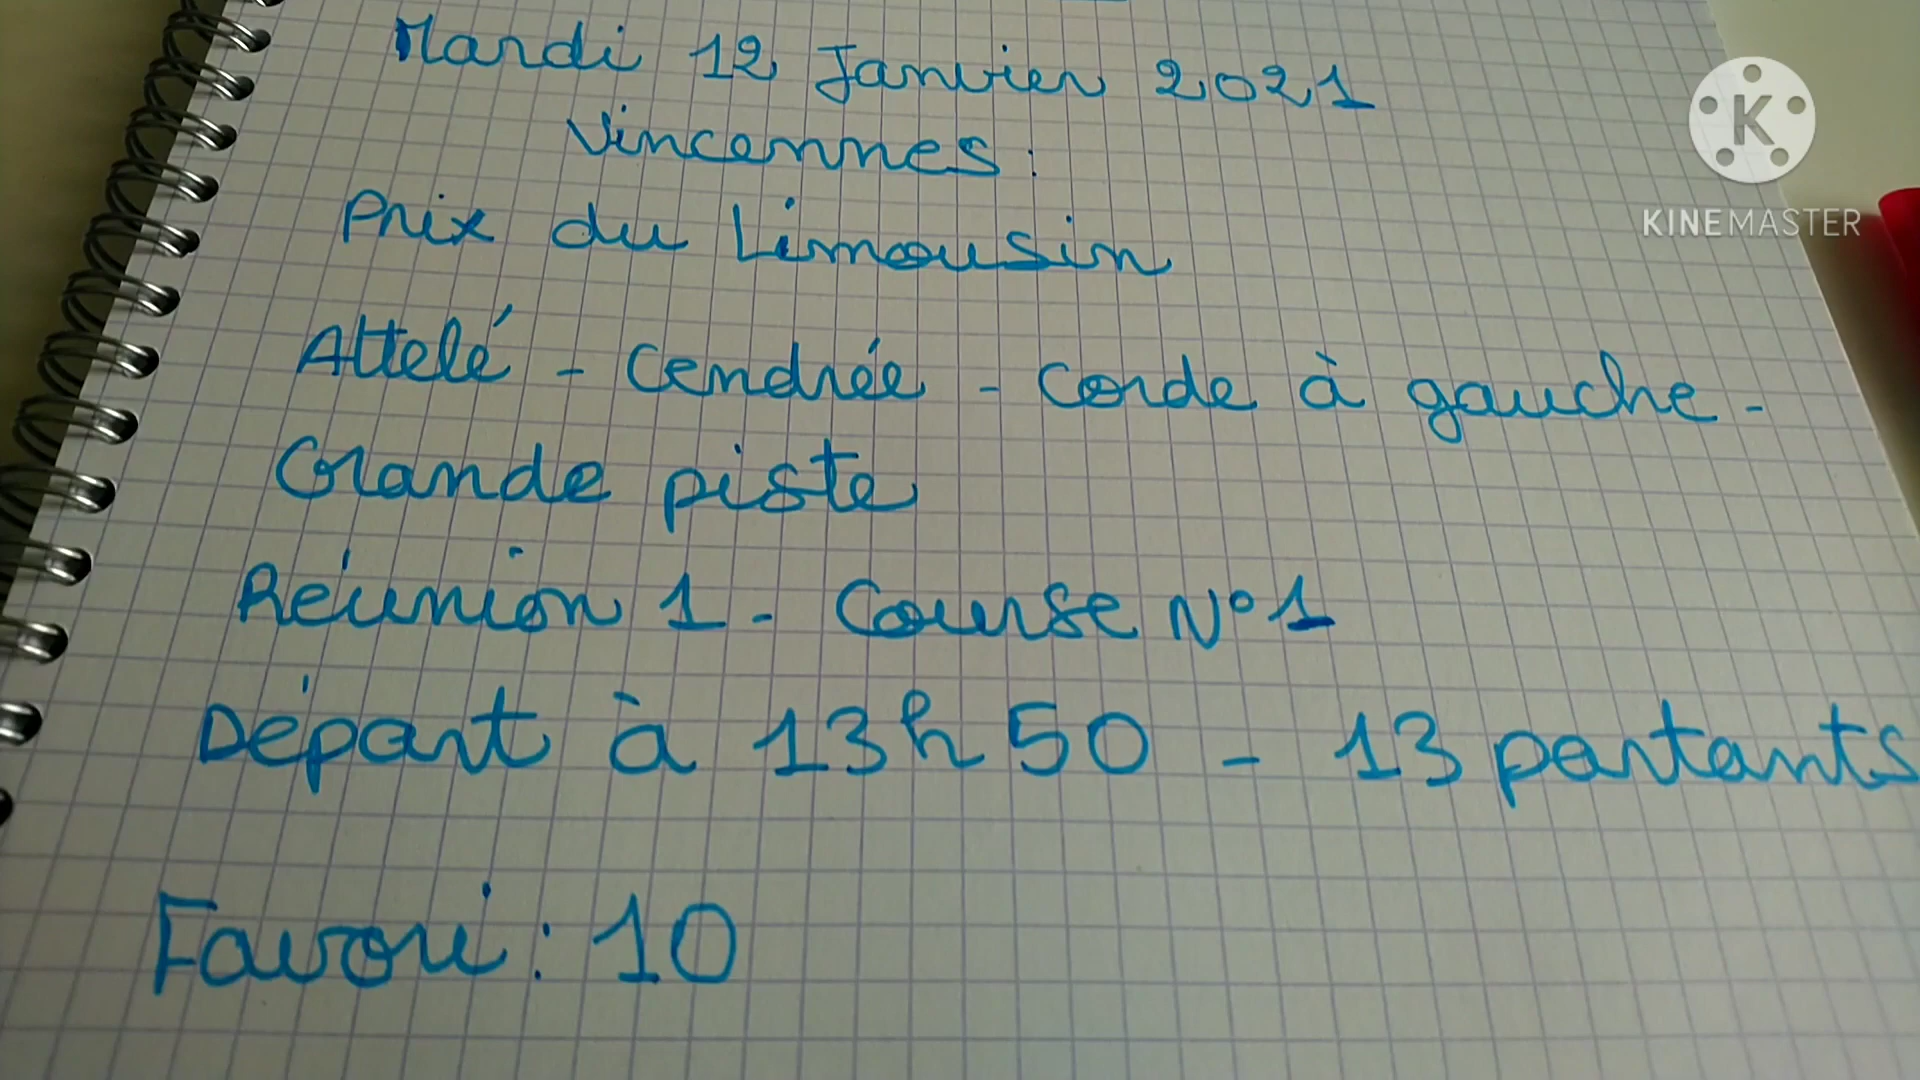 Mardi 12 Janvier 2021
Vincennes :
Prix du Limousin
Attelé - Cendrée - Corde à gauche -
Grande piste
Réunion 1 - Course N°1
Départ à 13h50 - 13 partants
Favori : 10
K
KINEMASTER